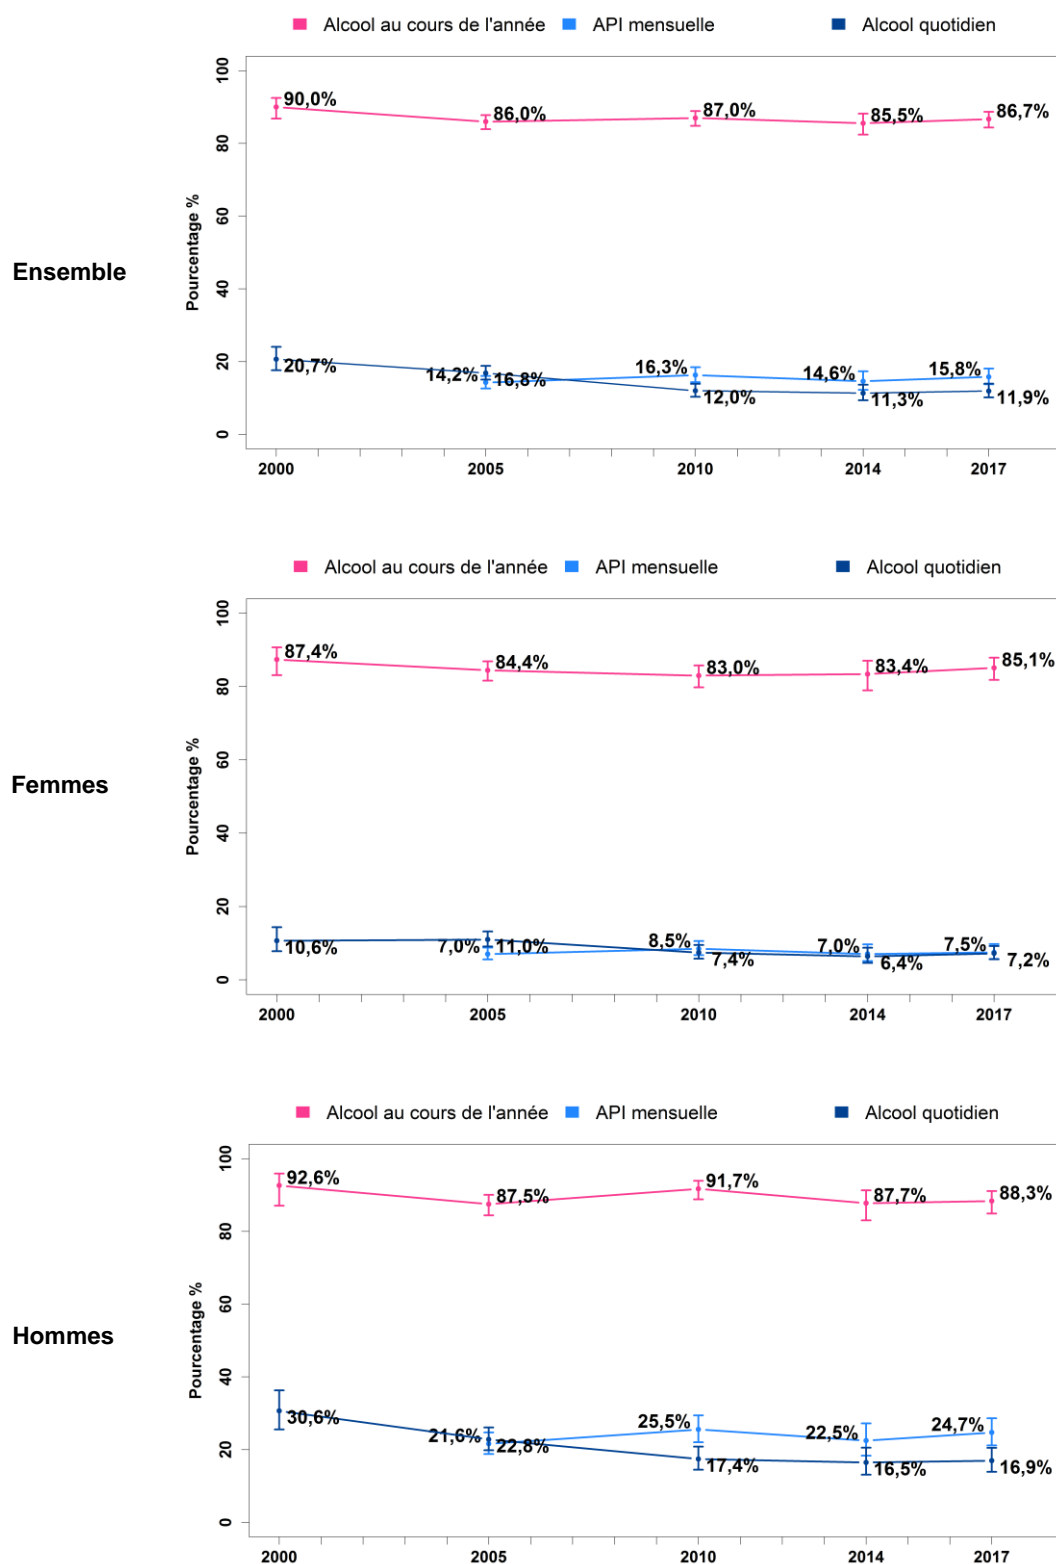 Alcool au cours de l'année API mensuelle Alcool quotidien
100
90,0% 86,0% 87,0% 85,5% 86,7%
80
60
Pourcentage %
Ensemble
40
20
20,7% 14,2% 16,8% 16,3% 12,0% 14,6% 11,3% 15,8% 11,9%
0
2000 2005 2010 2014 2017
Alcool au cours de l'année API mensuelle Alcool quotidien
100
87,4% 84,4% 83,0% 83,4% 85,1%
80
60
Pourcentage %
Femmes
40
20
10,6% 7,0% 11,0% 8,5% 7,4% 7,0% 6,4% 7,5% 7,2%
0
2000 2005 2010 2014 2017
Alcool au cours de l'année API mensuelle Alcool quotidien
100
92,6% 87,5% 91,7% 87,7% 88,3%
80
60
Pourcentage %
Hommes
40
30,6% 21,6% 22,8% 25,5% 17,4% 22,5% 16,5% 24,7% 16,9%
20
0
2000 2005 2010 2014 2017